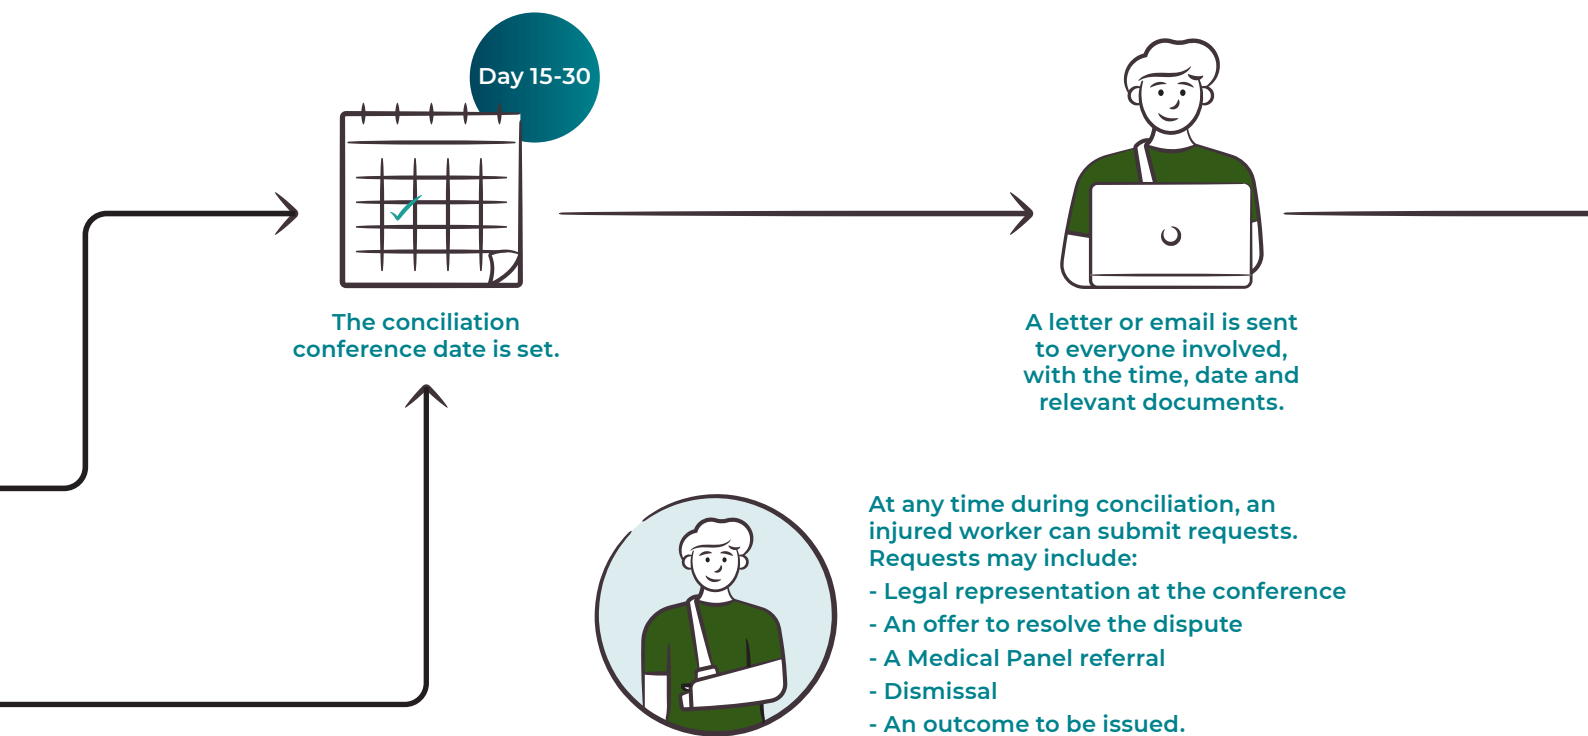 Day 15-30
The conciliation
conference date is set.
A letter or email is sent
to everyone involved,
with the time, date and
relevant documents.
At any time during conciliation, an
injured worker can submit requests.
Requests may include:
- Legal representation at the conference
- An offer to resolve the dispute
- A Medical Panel referral
- Dismissal
- An outcome to be issued.